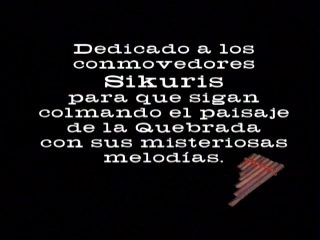 Dedicado a los
conmovedores
Sikuris
para que sigan
colmando el paisaje
de la Quebrada
con sus misteriosas
melodías.